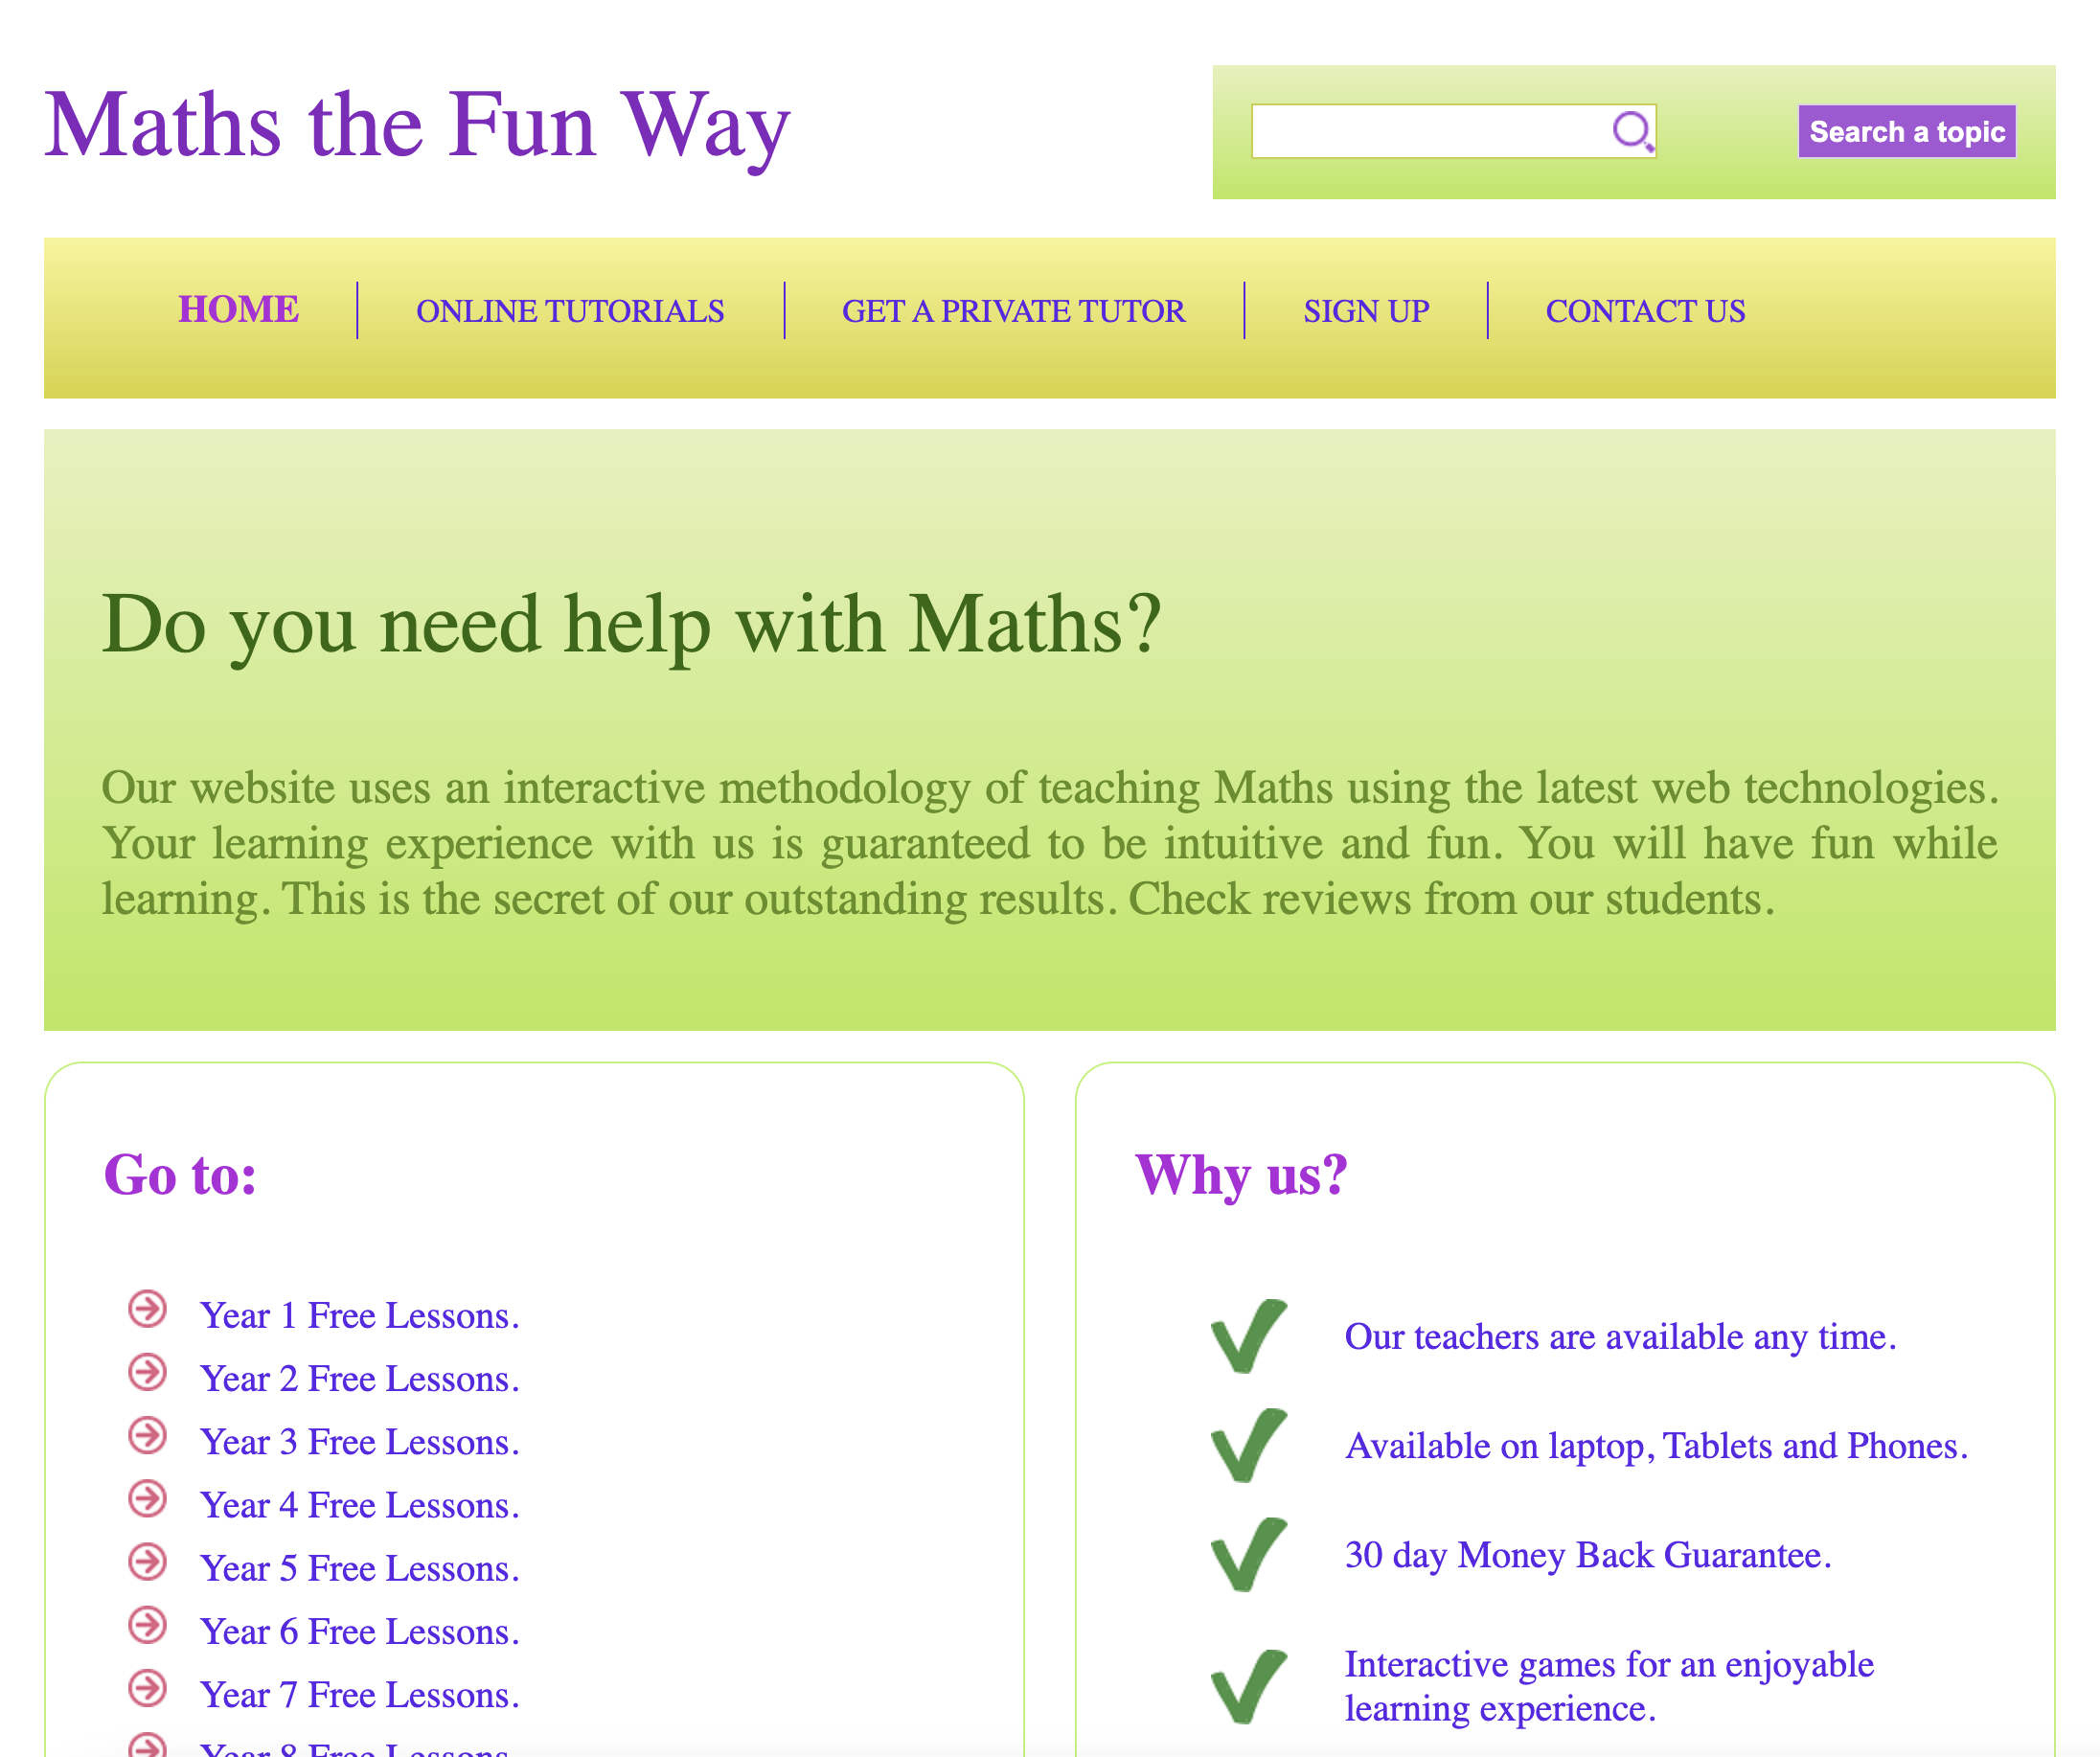 Maths the Fun Way
Search a topic
HOME
ONLINE TUTORIALS
GET A PRIVATE TUTOR
SIGN UP
CONTACT US
Do you need help with Maths?
Our website uses an interactive methodology of teaching Maths using the latest web technologies.
Your learning experience with us is guaranteed to be intuitive and fun. You will have fun while
learning. This is the secret of our outstanding results. Check reviews from our students.
Go to:
Year 1 Free Lessons.
Year 2 Free Lessons.
Year 3 Free Lessons.
Year 4 Free Lessons.
Year 5 Free Lessons.
Year 6 Free Lessons.
Year 7 Free Lessons.
Year 8 Free Lessons.
Why us?
Our teachers are available any time.
Available on laptop, Tablets and Phones.
30 day Money Back Guarantee.
Interactive games for an enjoyable
learning experience.